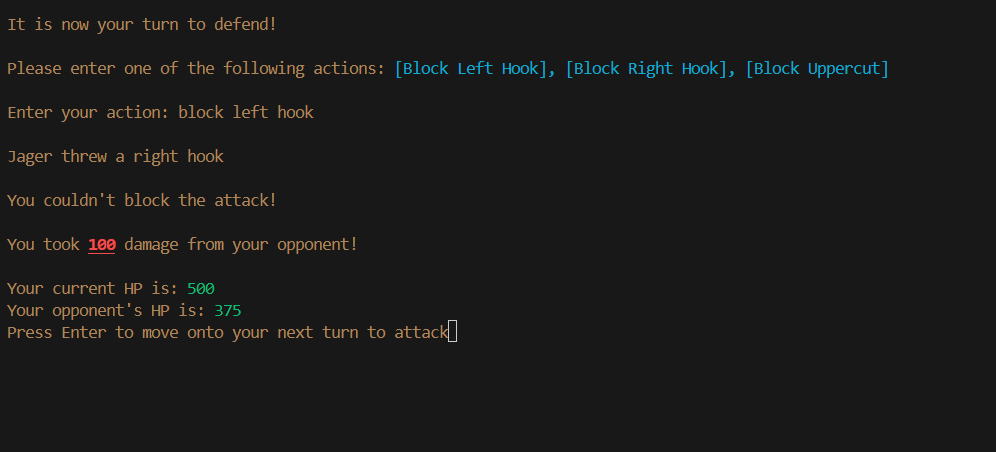 It is now your turn to defend!
Please enter one of the following actions: [Block Left Hook], [Block Right Hook], [Block Uppercut]
Enter your action: block left hook
Jager threw a right hook
You couldn't block the attack!
You took 100 damage from your opponent!
Your current HP is: 500
Your opponent's HP is: 375
Press Enter to move onto your next turn to attack